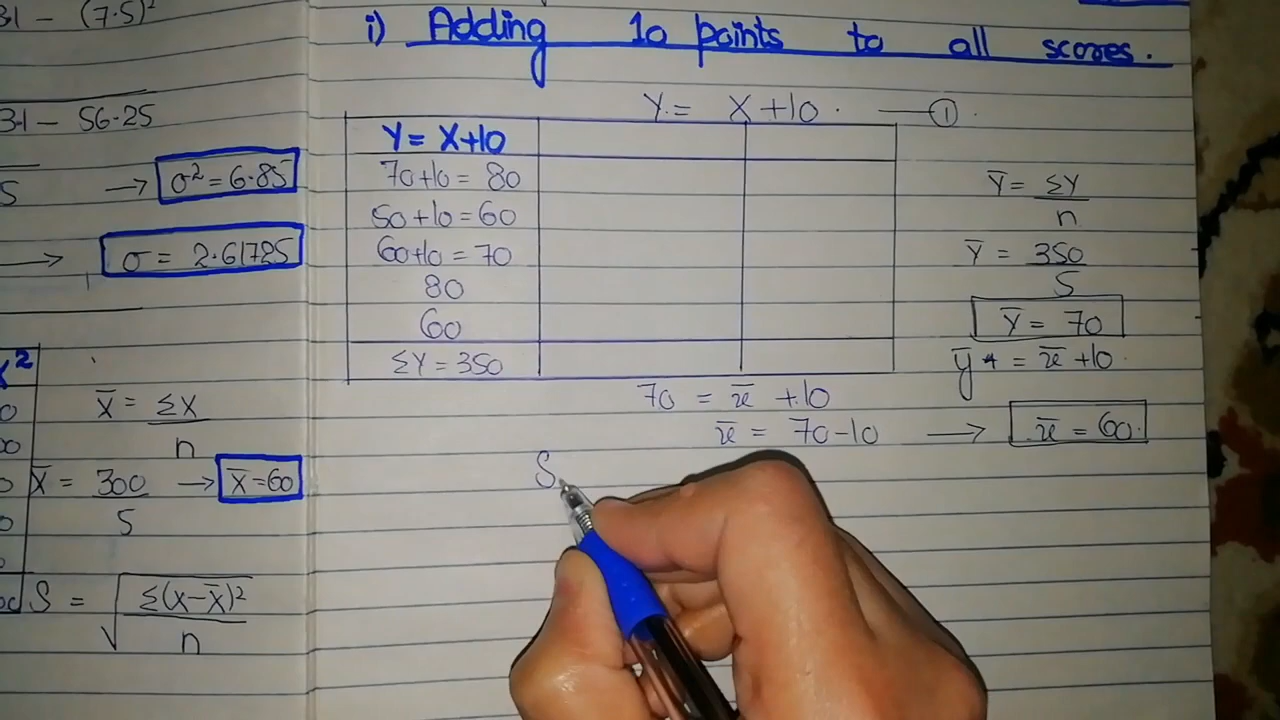 31 - (7.5)²
31 - 56.25
5 → σ² = 6.85
→ σ = 2.61725
x²
X̄ = ΣX
n
X̄ = 300 → X̄ = 60
5
S = √Σ(X-X̄)²
n
i) Adding 10 points to all scores.
Y = X+10. —①.
Y = X+10
70+10 = 80
50+10 = 60
60+10 = 70
80
60
ΣY = 350
Ȳ = ΣY
n
Ȳ = 350
5
Ȳ = 70
ȳ = x̄ +10.
70 = x̄ +10
x̄ = 70-10 → x̄ = 60.
S